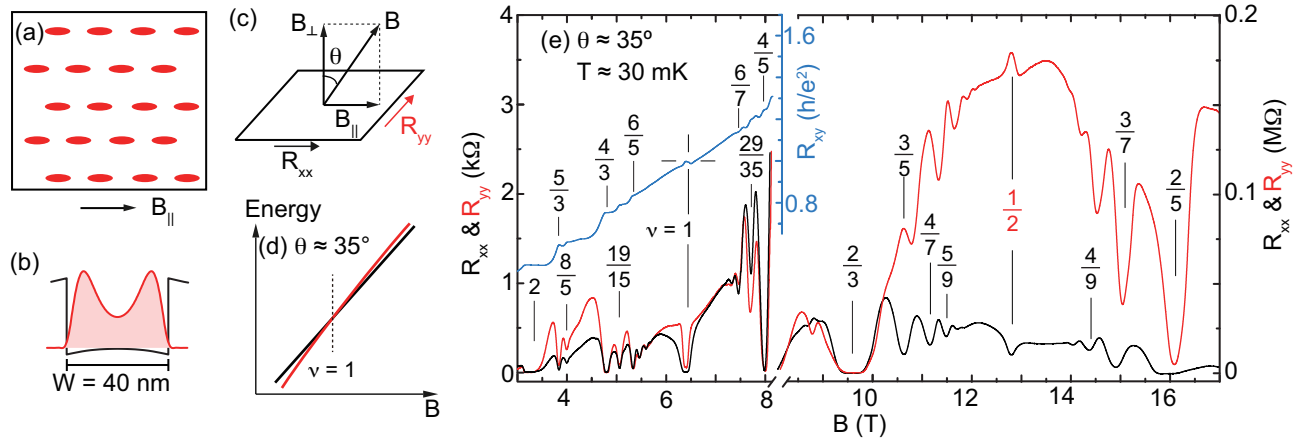 (a)
B||
(b)
W = 40 nm
(c)
B⊥
B
θ
B||
Rxx
Ryy
Energy
(d) θ ≈ 35°
ν = 1
B
(e) θ ≈ 35º
T ≈ 30 mK
4
3
2
1
0
Rxx & Ryy (kΩ)
1.6
0.8
Rxy (h/e²)
2
5/3
8/5
4/3
19/15
6/5
ν = 1
6/7
29/35
4/5
2/3
3/5
4/7
5/9
1/2
4/9
3/7
2/5
0.2
0.1
0
Rxx & Ryy (MΩ)
4 6 8 10 12 14 16
B (T)